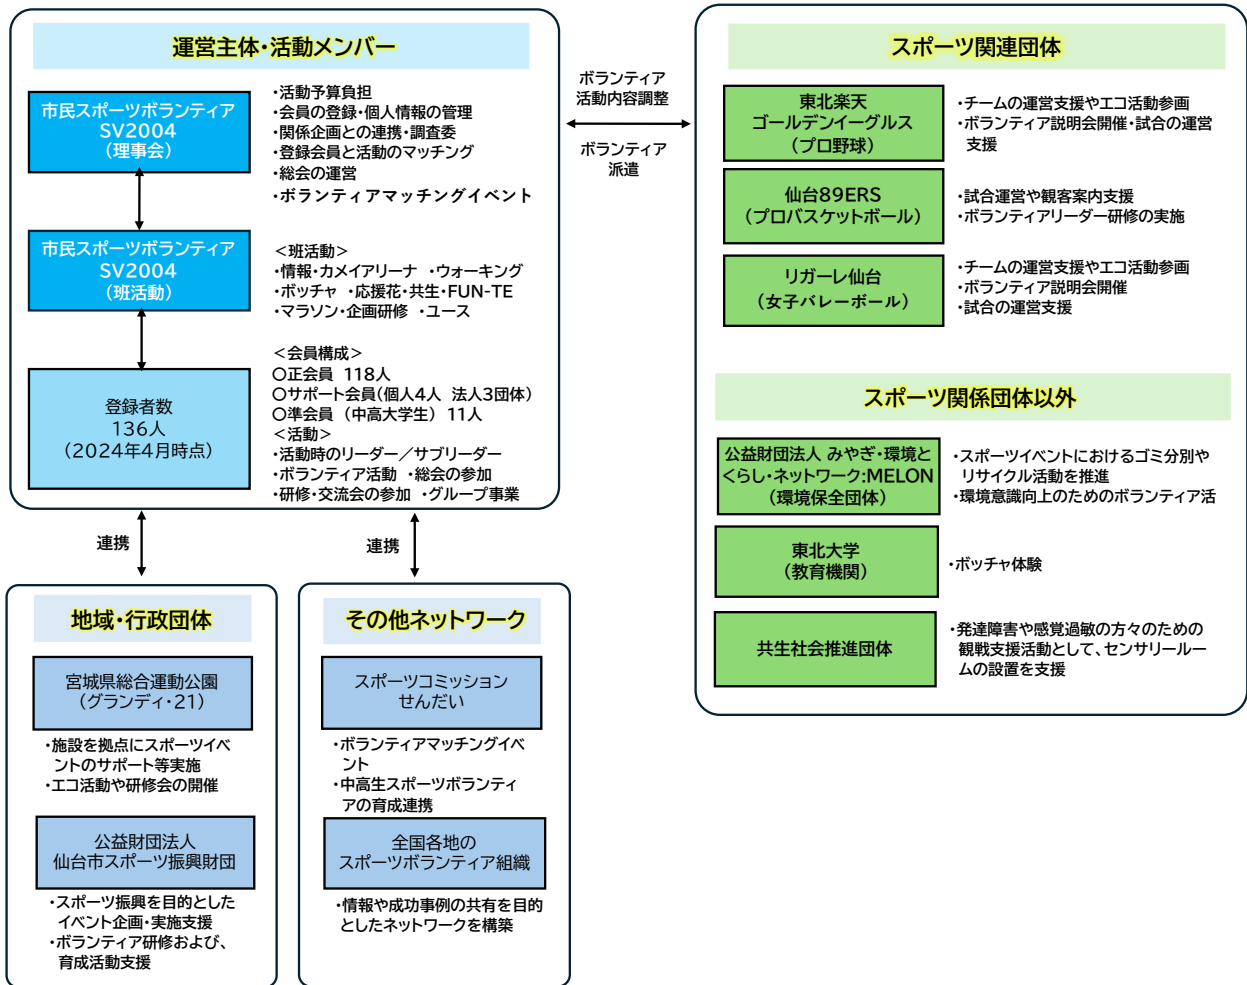 運営主体・活動メンバー
市民スポーツボランティア
SV2004
(理事会)
・活動予算負担
・会員の登録・個人情報の管理
・関係企画との連携・調査委
・登録会員と活動のマッチング
・総会の運営
・ボランティアマッチングイベント
市民スポーツボランティア
SV2004
(班活動)
＜班活動＞
・情報・カメイアリーナ ・ウォーキング
・ボッチャ ・応援花・共生・FUN-TE
・マラソン・企画研修 ・ユース
登録者数
136人
(2024年4月時点)
＜会員構成＞
○正会員 118人
○サポート会員(個人4人 法人3団体)
○準会員 (中高大学生) 11人
＜活動＞
・活動時のリーダー／サブリーダー
・ボランティア活動 ・総会の参加
・研修・交流会の参加 ・グループ事業
ボランティア
活動内容調整
ボランティア
派遣
スポーツ関連団体
東北楽天
ゴールデンイーグルス
(プロ野球)
・チームの運営支援やエコ活動参画
・ボランティア説明会開催・試合の運営
支援
仙台89ERS
(プロバスケットボール)
・試合運営や観客案内支援
・ボランティアリーダー研修の実施
リガーレ仙台
(女子バレーボール)
・チームの運営支援やエコ活動参画
・ボランティア説明会開催
・試合の運営支援
スポーツ関係団体以外
公益財団法人 みやぎ・環境と
くらし・ネットワーク:MELON
(環境保全団体)
・スポーツイベントにおけるゴミ分別や
リサイクル活動を推進
・環境意識向上のためのボランティア活
東北大学
(教育機関)
・ボッチャ体験
共生社会推進団体
・発達障害や感覚過敏の方々のための
観戦支援活動として、センサリールー
ムの設置を支援
連携
連携
地域・行政団体
宮城県総合運動公園
(グランディ・21)
・施設を拠点にスポーツイベ
ントのサポート等実施
・エコ活動や研修会の開催
公益財団法人
仙台市スポーツ振興財団
・スポーツ振興を目的とした
イベント企画・実施支援
・ボランティア研修および、
育成活動支援
その他ネットワーク
スポーツコミッション
せんだい
・ボランティアマッチングイベ
ント
・中高生スポーツボランティ
アの育成連携
全国各地の
スポーツボランティア組織
・情報や成功事例の共有を目的
としたネットワークを構築